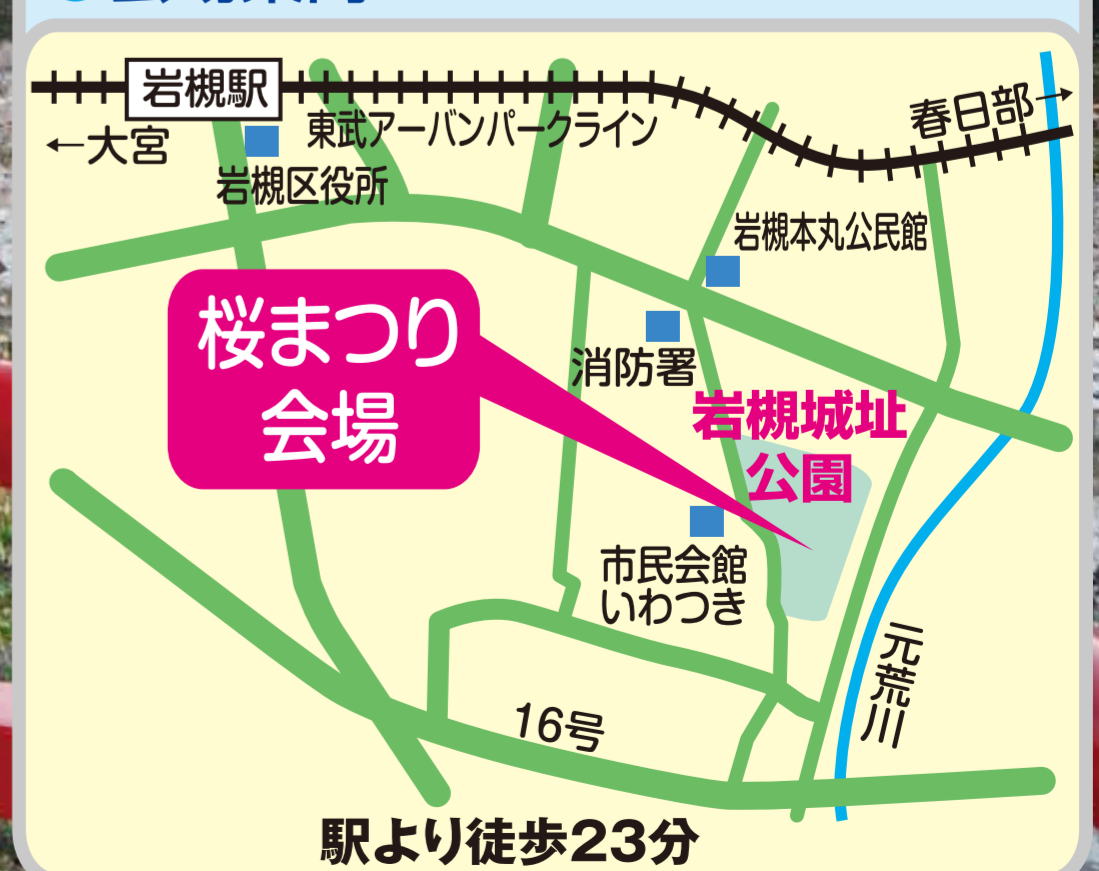 岩槻駅
←大宮
東武アーバンパークライン
春日部→
岩槻区役所
岩槻本丸公民館
桜まつり
会場
消防署
岩槻城址
公園
市民会館
いわつき
元荒川
16号
駅より徒歩23分